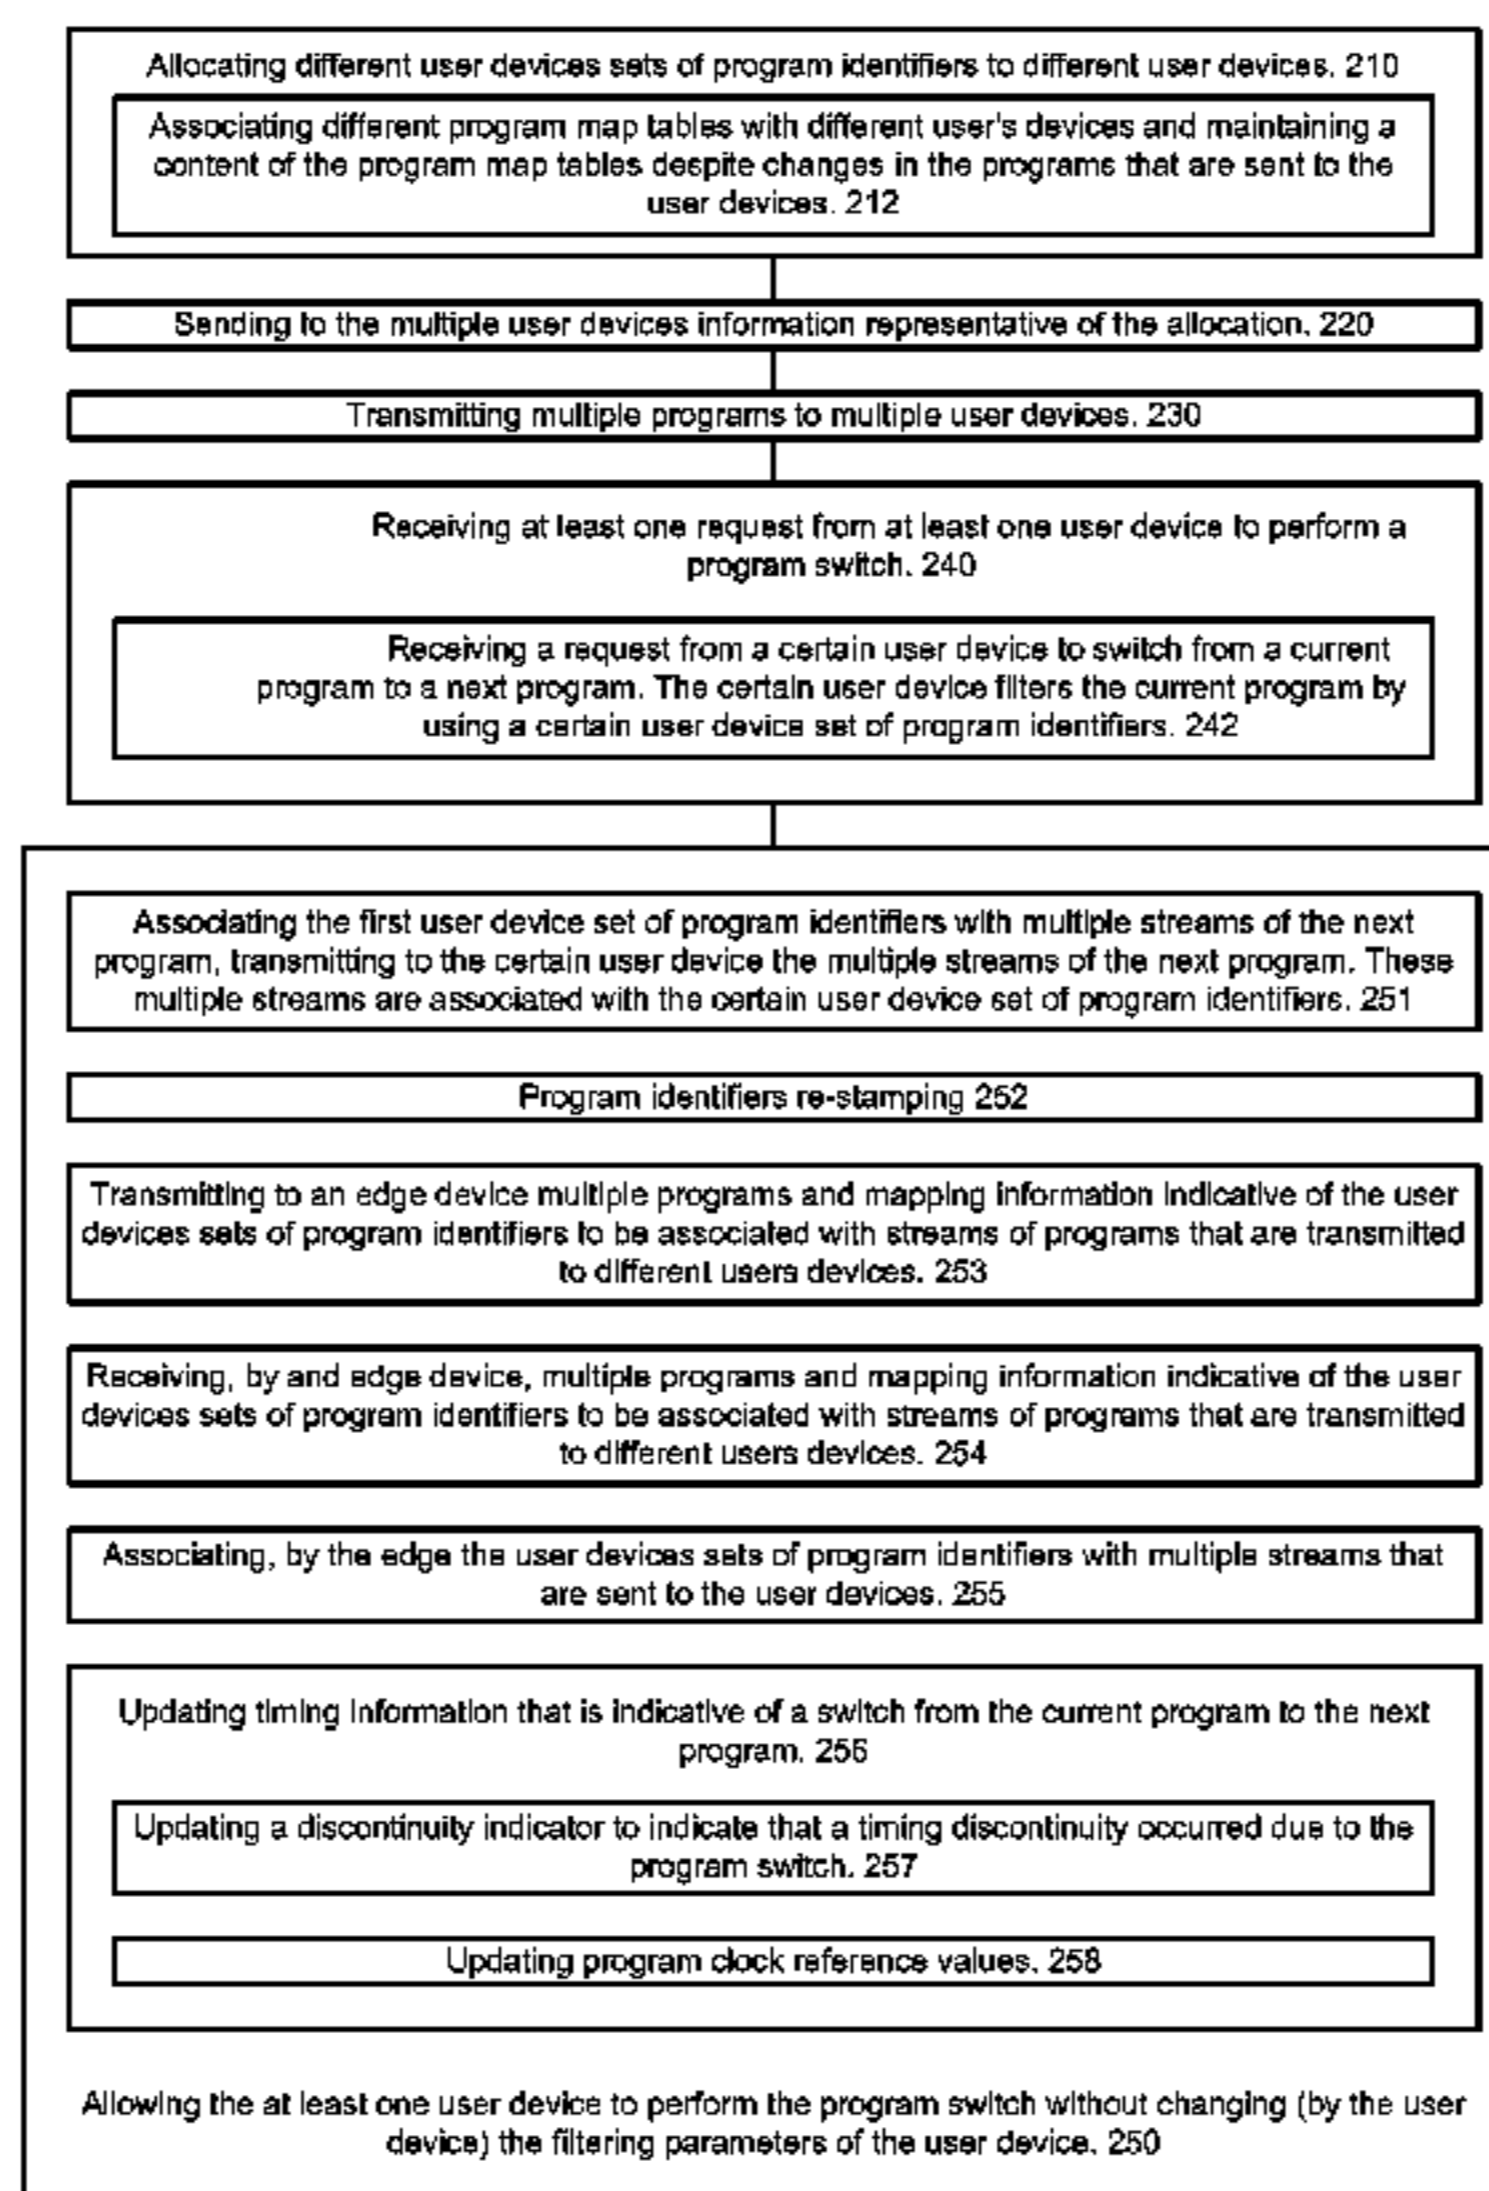 Allocating different user devices sets of program identifiers to different user devices. 210
Associating different program map tables with different user's devices and maintaining a
content of the program map tables despite changes in the programs that are sent to the
user devices. 212
Sending to the multiple user devices information representative of the allocation. 220
Transmitting multiple programs to multiple user devices. 230
Receiving at least one request from at least one user device to perform a
program switch. 240
Receiving a request from a certain user device to switch from a current
program to a next program. The certain user device filters the current program by
using a certain user device set of program identifiers. 242
Associating the first user device set of program identifiers with multiple streams of the next
program, transmitting to the certain user device the multiple streams of the next program. These
multiple streams are associated with the certain user device set of program identifiers. 251
Program identifiers re-stamping 252
Transmitting to an edge device multiple programs and mapping information indicative of the user
devices sets of program identifiers to be associated with streams of programs that are transmitted
to different users devices. 253
Receiving, by and edge device, multiple programs and mapping information indicative of the user
devices sets of program identifiers to be associated with streams of programs that are transmitted
to different users devices. 254
Associating, by the edge the user devices sets of program identifiers with multiple streams that
are sent to the user devices. 255
Updating timing information that is indicative of a switch from the current program to the next
program. 256
Updating a discontinuity indicator to indicate that a timing discontinuity occurred due to the
program switch. 257
Updating program clock reference values. 258
Allowing the at least one user device to perform the program switch without changing (by the user
device) the filtering parameters of the user device. 250